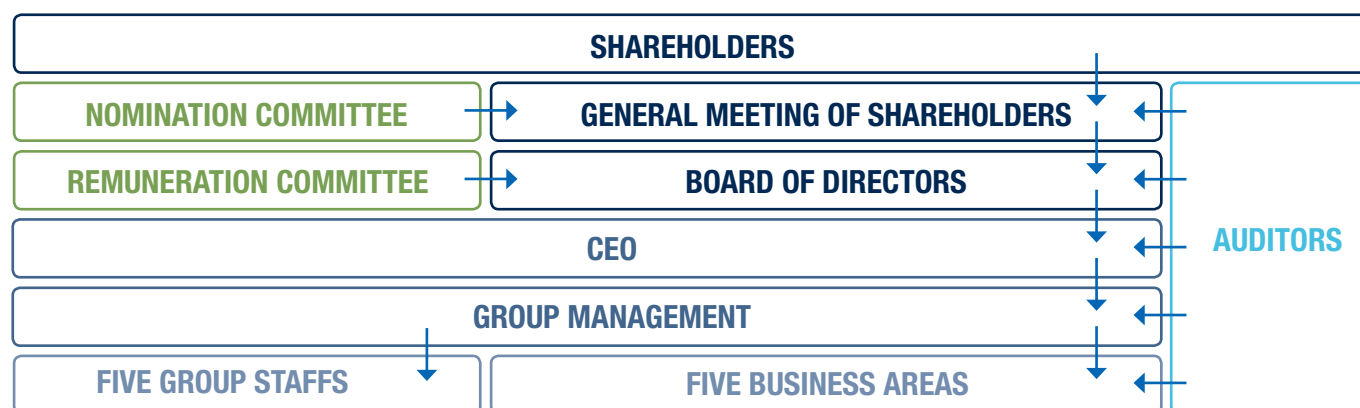 SHAREHOLDERS
NOMINATION COMMITTEE
GENERAL MEETING OF SHAREHOLDERS
REMUNERATION COMMITTEE
BOARD OF DIRECTORS
CEO
AUDITORS
GROUP MANAGEMENT
FIVE GROUP STAFFS
FIVE BUSINESS AREAS